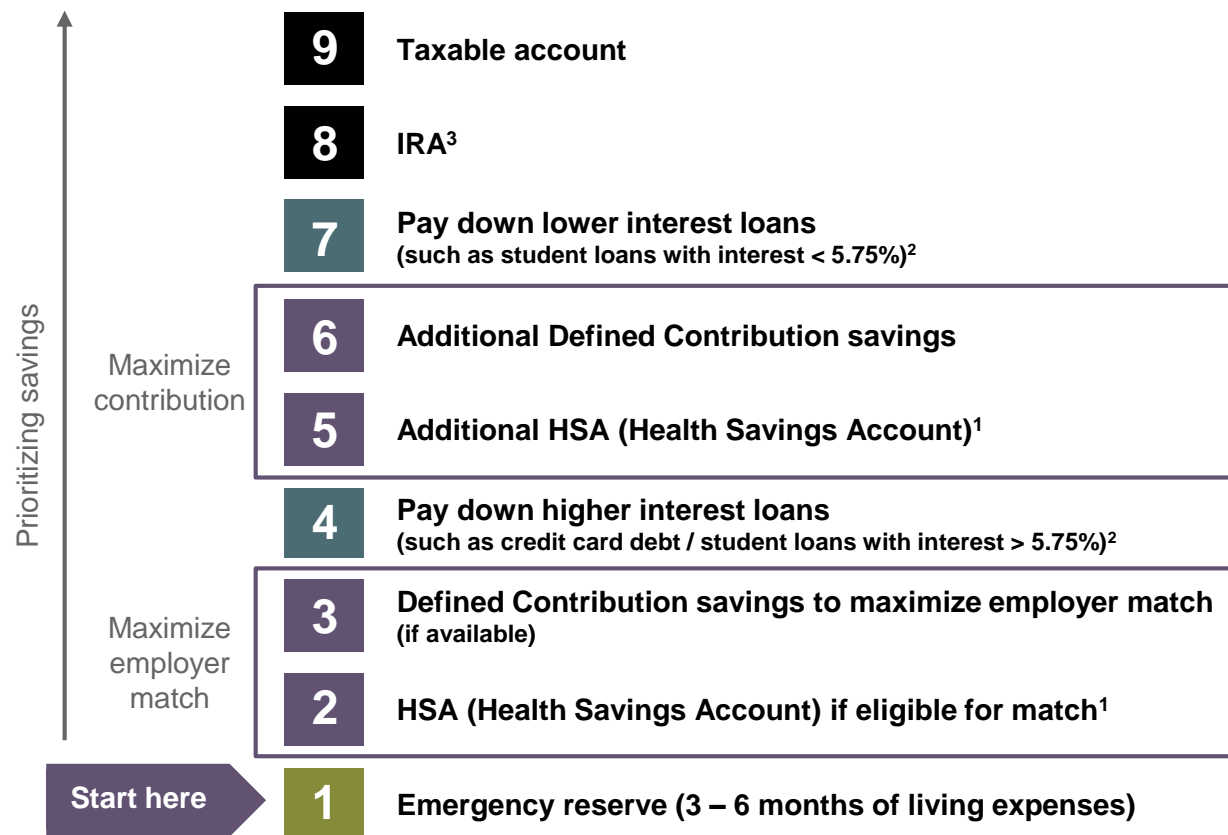 9 Taxable account
8 IRA³
7 Pay down lower interest loans
(such as student loans with interest < 5.75%)²
6 Additional Defined Contribution savings
Maximize
contribution
5 Additional HSA (Health Savings Account)¹
Prioritizing savings
4 Pay down higher interest loans
(such as credit card debt / student loans with interest > 5.75%)²
3 Defined Contribution savings to maximize employer match
(if available)
Maximize
employer
match
2 HSA (Health Savings Account) if eligible for match¹
Start here
1 Emergency reserve (3 – 6 months of living expenses)